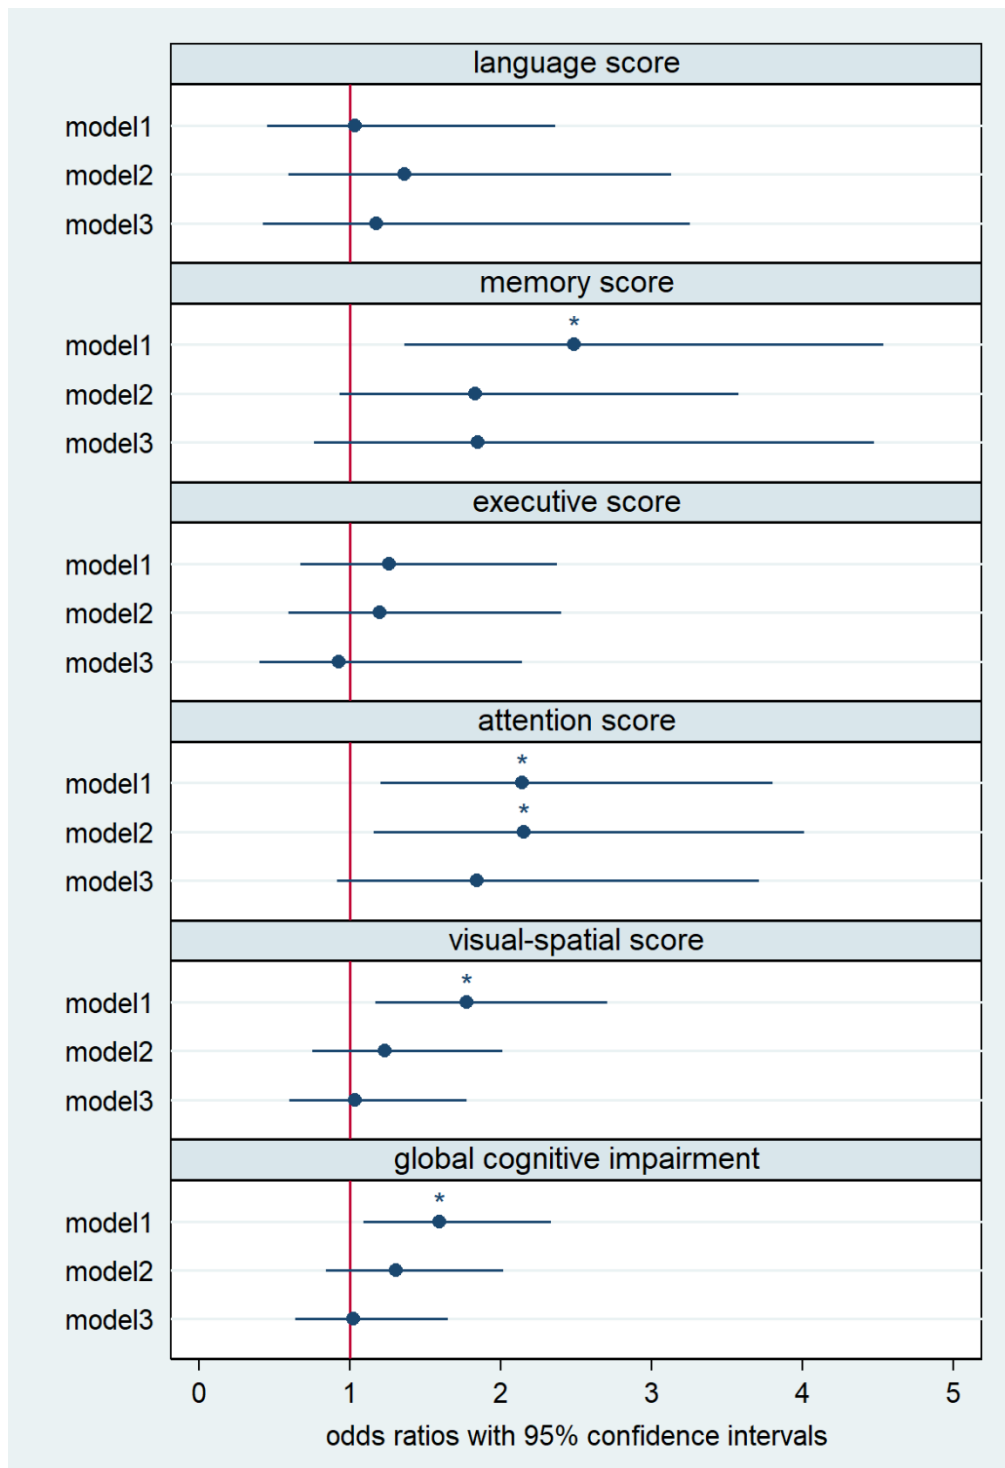 language score
model1
model2
model3
memory score
*
model1
model2
model3
executive score
model1
model2
model3
attention score
*
model1
*
model2
model3
visual-spatial score
*
model1
model2
model3
global cognitive impairment
*
model1
model2
model3
0 1 2 3 4 5
odds ratios with 95% confidence intervals